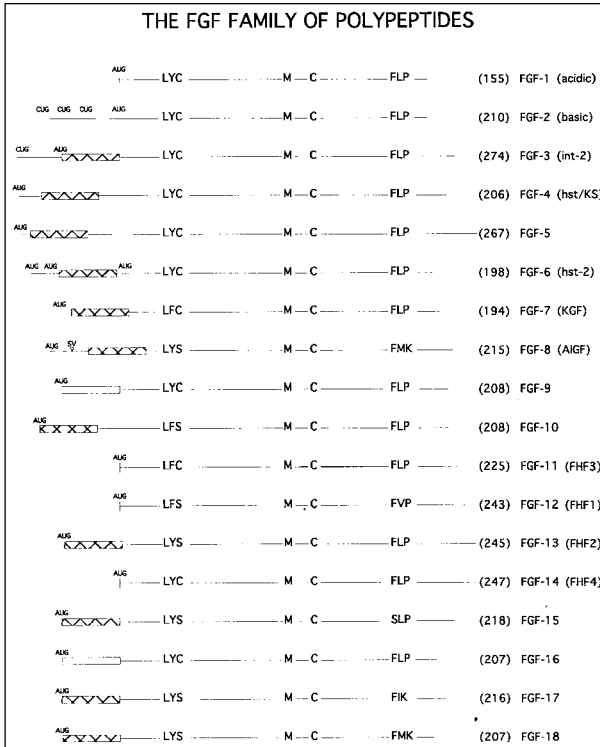 THE FGF FAMILY OF POLYPEPTIDES
AUG
LYC M C FLP (155) FGF-1 (acidic)
CUG CUG CUG AUG
LYC M C FLP (210) FGF-2 (basic)
CUG AUG
LYC M C FLP (274) FGF-3 (int-2)
AUG
LYC M C FLP (206) FGF-4 (hst/KS)
AUG
LYC M C FLP (267) FGF-5
AUG AUG AUG
LYC M C FLP (198) FGF-6 (hst-2)
AUG
LFC M C FLP (194) FGF-7 (KGF)
AUG SV
LYS M C FMK (215) FGF-8 (AIGF)
AUG
LYC M C FLP (208) FGF-9
AUG
LFS M C FLP (208) FGF-10
AUG
LFC M C FLP (225) FGF-11 (FHF3)
AUG
LFS M C FVP (243) FGF-12 (FHF1)
AUG
LYS M C FLP (245) FGF-13 (FHF2)
AUG
LYC M C FLP (247) FGF-14 (FHF4)
AUG
LYS M C SLP (218) FGF-15
AUG
LYC M C FLP (207) FGF-16
AUG
LYS M C FIK (216) FGF-17
AUG
LYS M C FMK (207) FGF-18